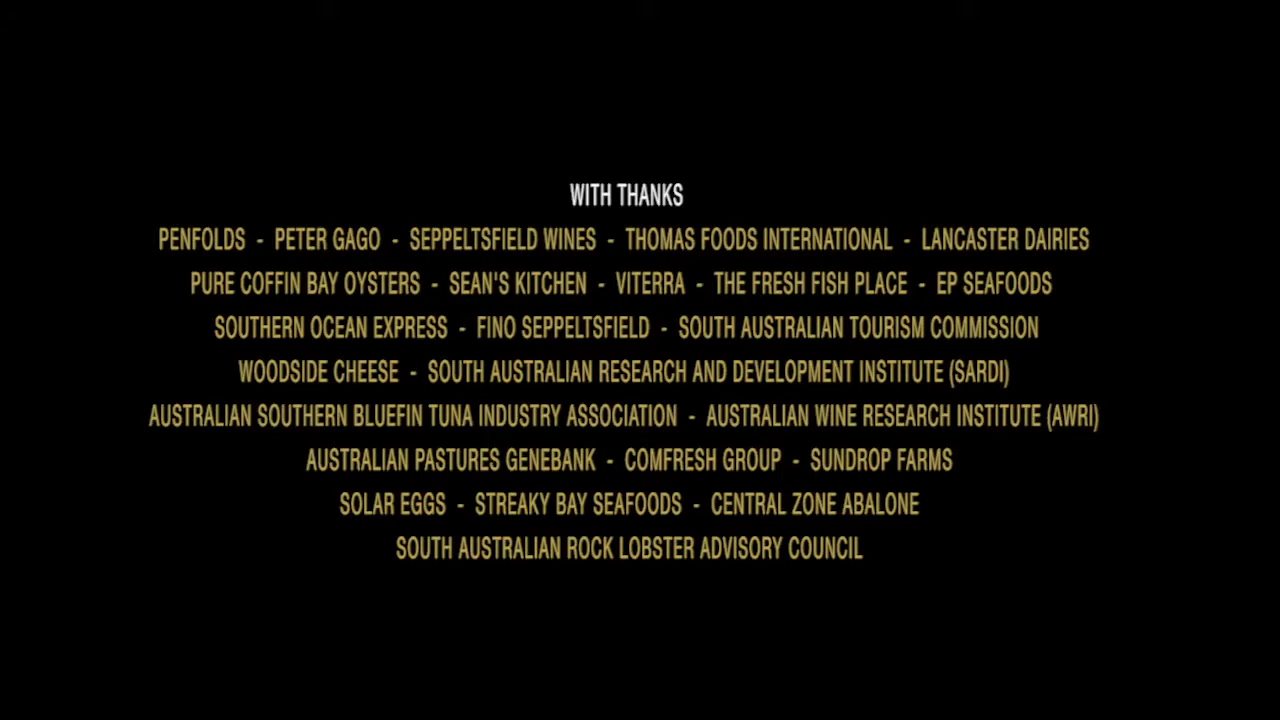 WITH THANKS
PENFOLDS - PETER GAGO - SEPPELTSFIELD WINES - THOMAS FOODS INTERNATIONAL - LANCASTER DAIRIES
PURE COFFIN BAY OYSTERS - SEAN'S KITCHEN - VITERRA - THE FRESH FISH PLACE - EP SEAFOODS
SOUTHERN OCEAN EXPRESS - FINO SEPPELTSFIELD - SOUTH AUSTRALIAN TOURISM COMMISSION
WOODSIDE CHEESE - SOUTH AUSTRALIAN RESEARCH AND DEVELOPMENT INSTITUTE (SARDI)
AUSTRALIAN SOUTHERN BLUEFIN TUNA INDUSTRY ASSOCIATION - AUSTRALIAN WINE RESEARCH INSTITUTE (AWRI)
AUSTRALIAN PASTURES GENEBANK - COMFRESH GROUP - SUNDROP FARMS
SOLAR EGGS - STREAKY BAY SEAFOODS - CENTRAL ZONE ABALONE
SOUTH AUSTRALIAN ROCK LOBSTER ADVISORY COUNCIL